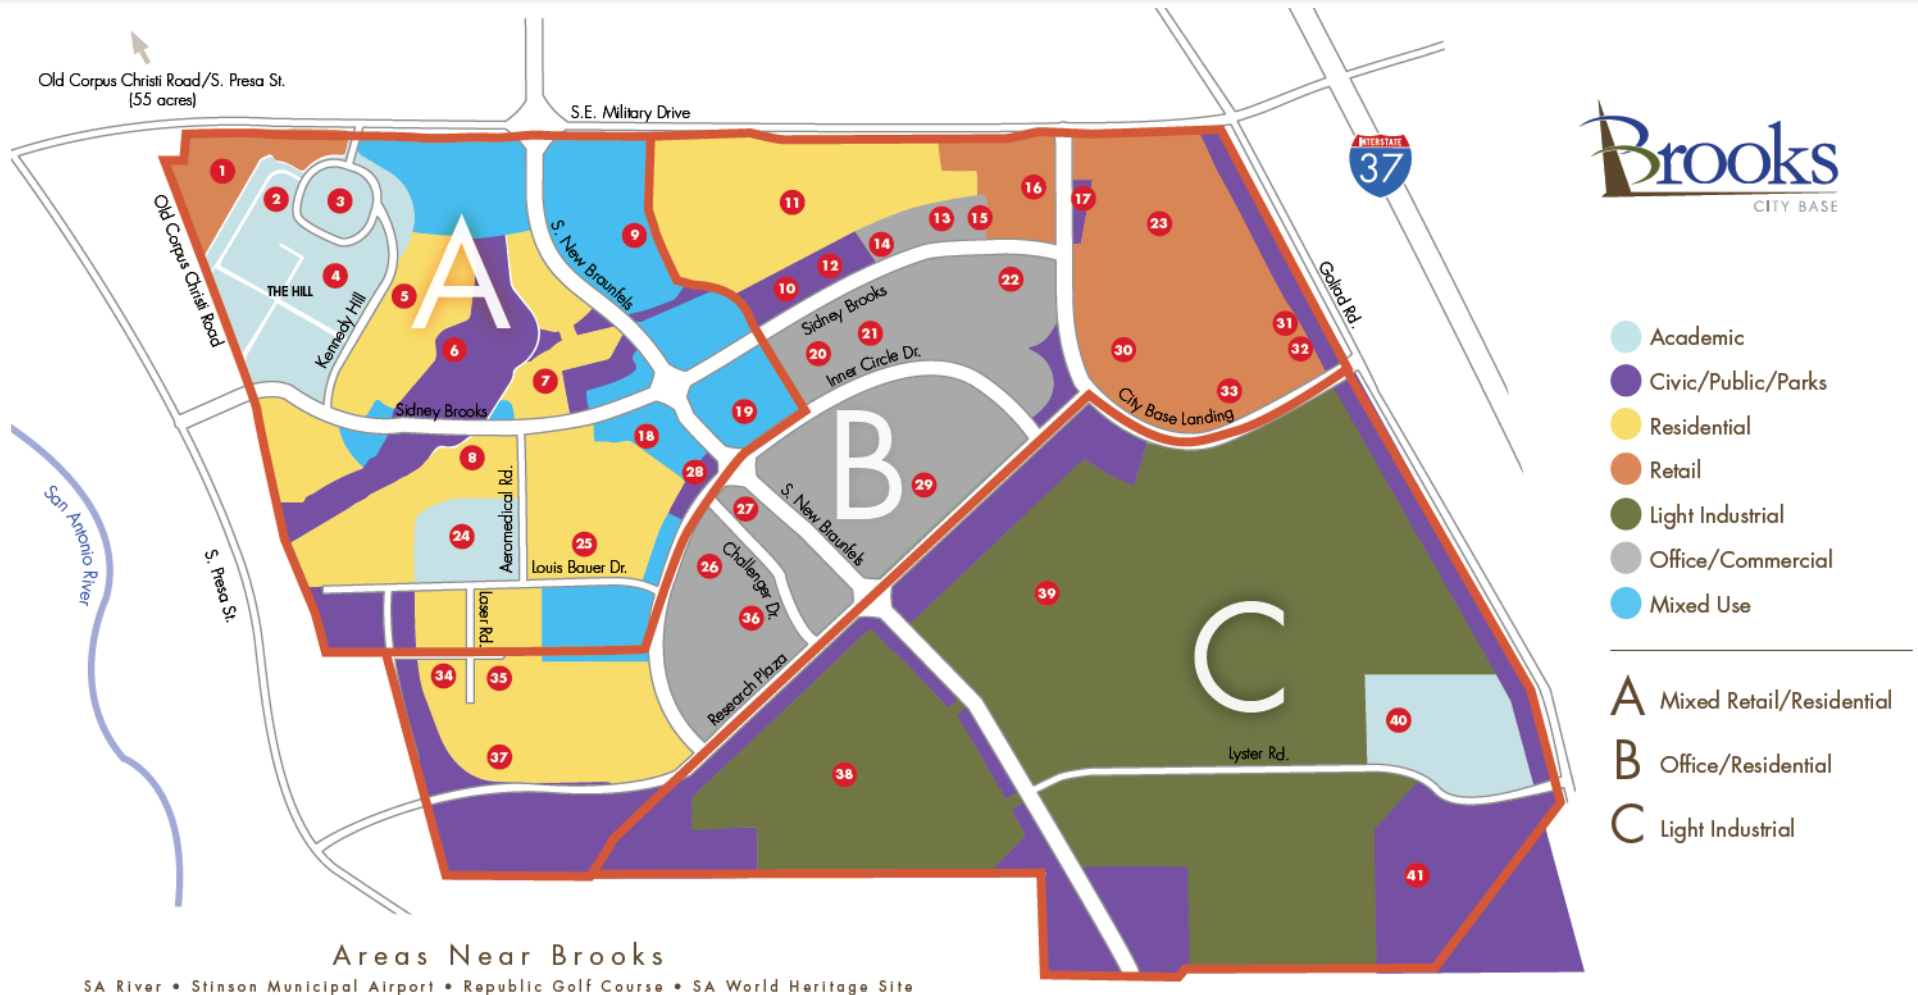 Old Corpus Christi Road/S. Presa St.
(55 acres)
S.E. Military Drive
INTERSTATE
37
Brooks
CITY BASE
1
2
3
4
THE HILL
Old Corpus Christi Road
Kennedy Hill
5
A
6
7
S. New Braunfels
9
11
10
12
14
13
15
16
17
23
22
Sidney Brooks
21
20
Inner Circle Dr.
30
31
32
33
City Base Landing
Goliad Rd.
Sidney Brooks
8
18
19
28
B
29
S. New Braunfels
27
24
Aeromedical Rd.
25
Louis Bauer Dr.
26
Challenger Dr.
36
Research Plaza
Laser Rd.
34
35
37
San Antonio River
S. Presa St.
39
C
38
40
Lyster Rd.
41
Academic
Civic/Public/Parks
Residential
Retail
Light Industrial
Office/Commercial
Mixed Use
A Mixed Retail/Residential
B Office/Residential
C Light Industrial
Areas Near Brooks
SA River • Stinson Municipal Airport • Republic Golf Course • SA World Heritage Site